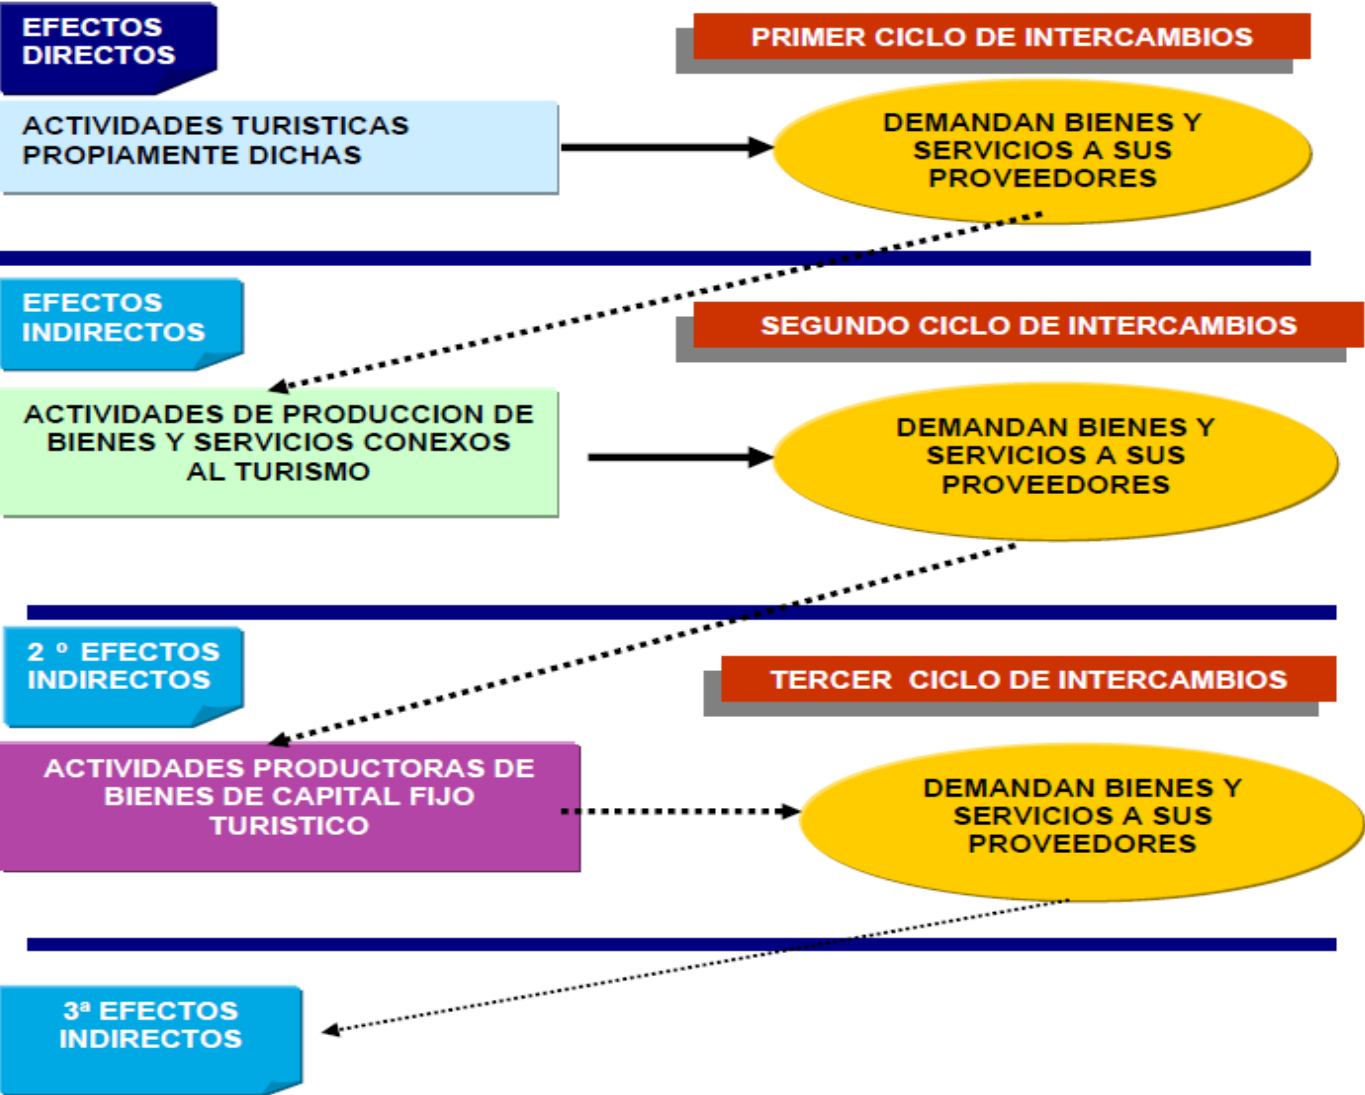 EFECTOS
DIRECTOS
PRIMER CICLO DE INTERCAMBIOS
ACTIVIDADES TURISTICAS
PROPIAMENTE DICHAS
DEMANDAN BIENES Y
SERVICIOS A SUS
PROVEEDORES
EFECTOS
INDIRECTOS
SEGUNDO CICLO DE INTERCAMBIOS
ACTIVIDADES DE PRODUCCION DE
BIENES Y SERVICIOS CONEXOS
AL TURISMO
DEMANDAN BIENES Y
SERVICIOS A SUS
PROVEEDORES
2 º EFECTOS
INDIRECTOS
TERCER CICLO DE INTERCAMBIOS
ACTIVIDADES PRODUCTORAS DE
BIENES DE CAPITAL FIJO
TURISTICO
DEMANDAN BIENES Y
SERVICIOS A SUS
PROVEEDORES
3ª EFECTOS
INDIRECTOS